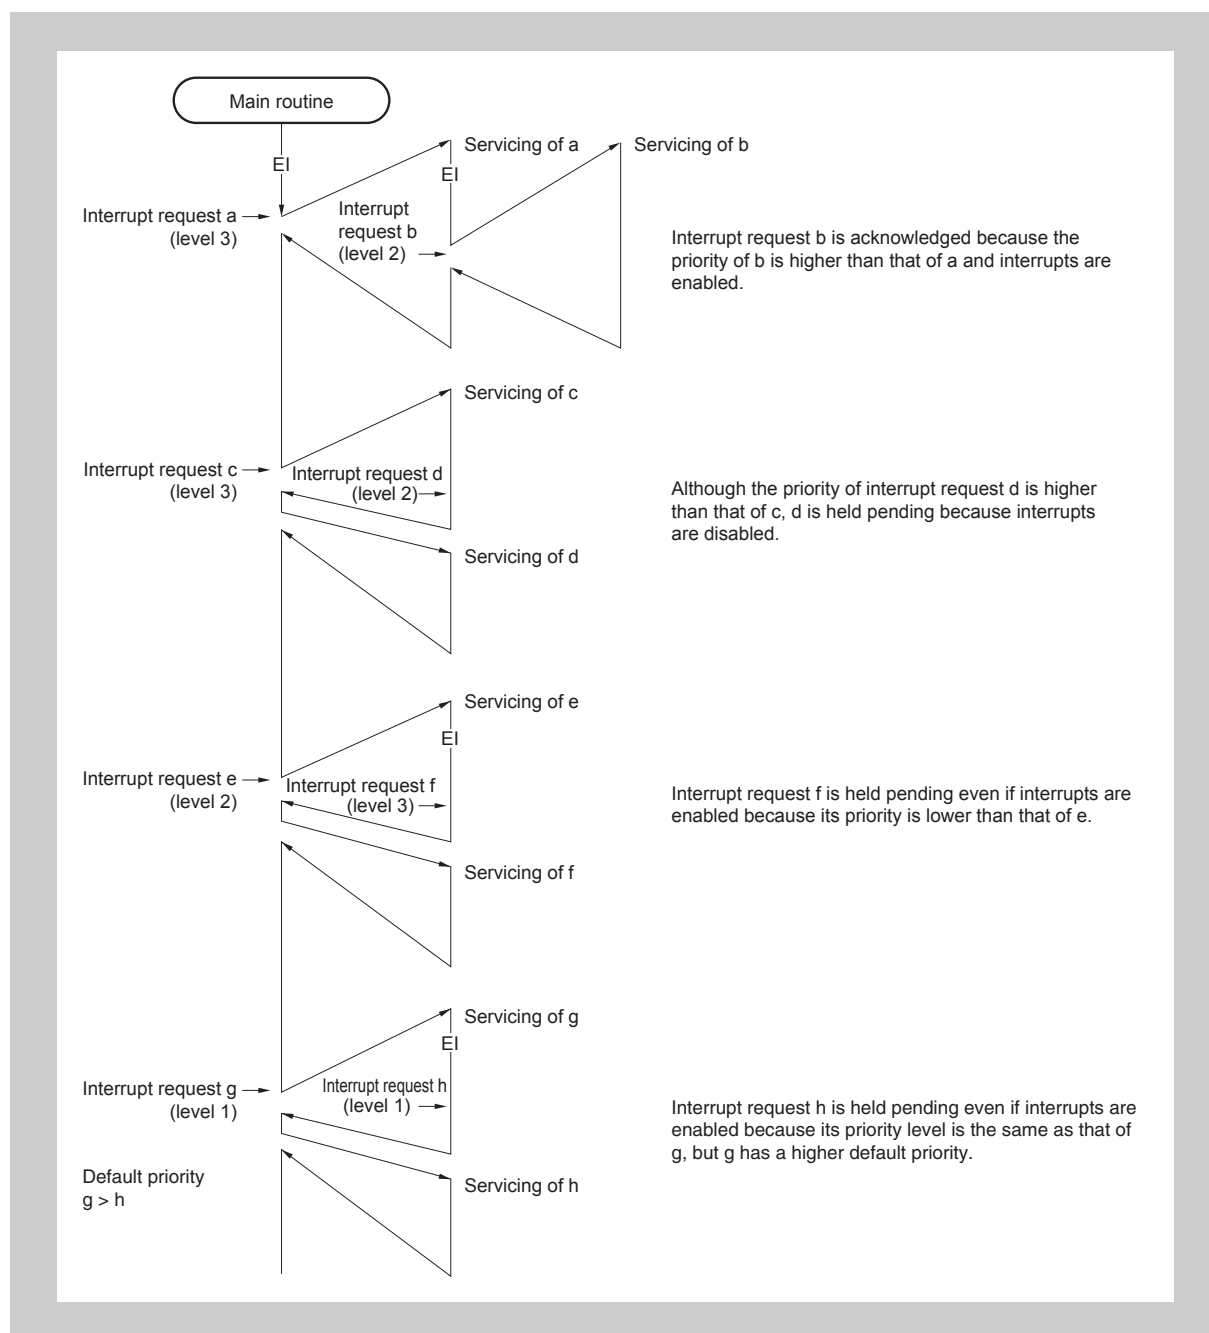 Main routine
EI
Servicing of a
Servicing of b
EI
Interrupt request a
(level 3)
Interrupt
request b
(level 2)
Interrupt request b is acknowledged because the
priority of b is higher than that of a and interrupts are
enabled.
Servicing of c
Interrupt request c
(level 3)
Interrupt request d
(level 2)
Although the priority of interrupt request d is higher
than that of c, d is held pending because interrupts
are disabled.
Servicing of d
Servicing of e
EI
Interrupt request e
(level 2)
Interrupt request f
(level 3)
Interrupt request f is held pending even if interrupts are
enabled because its priority is lower than that of e.
Servicing of f
Servicing of g
EI
Interrupt request g
(level 1)
Interrupt request h
(level 1)
Interrupt request h is held pending even if interrupts are
enabled because its priority level is the same as that of
g, but g has a higher default priority.
Default priority
g > h
Servicing of h